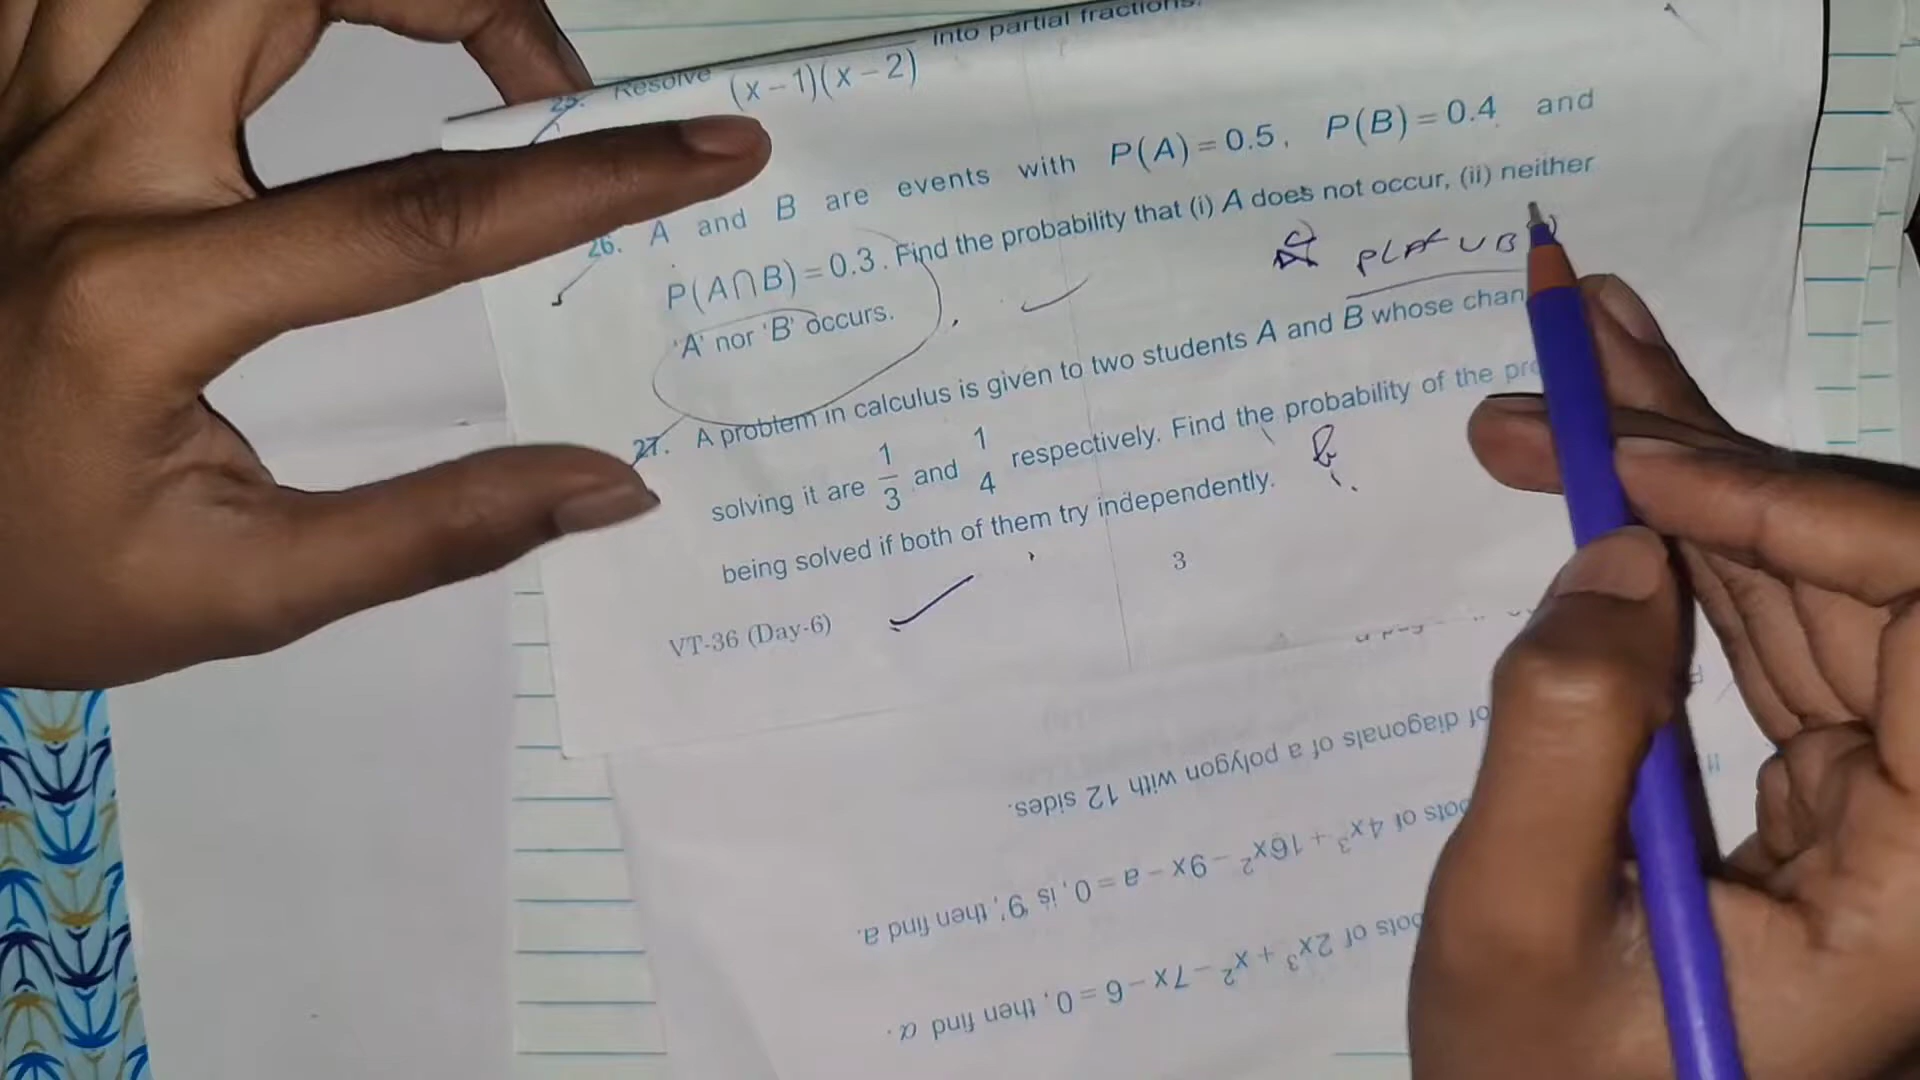 25. Resolve (x – 1)(x – 2) into partial fractions.
26. A and B are events with P(A) = 0.5, P(B) = 0.4 and
P(A∩B) = 0.3. Find the probability that (i) A does not occur, (ii) neither
'A' nor 'B' occurs.
27. A problem in calculus is given to two students A and B whose
solving it are 1/3 and 1/4 respectively. Find the probability of the
being solved if both of them try independently.
3
VT-36 (Day-6)
of diagonals of a polygon with 12 sides.
of 4x³ + 16x² – 9x – a = 0, is '9', then find a.
of 2x³ + x² – 7x – 6 = 0, then find α.